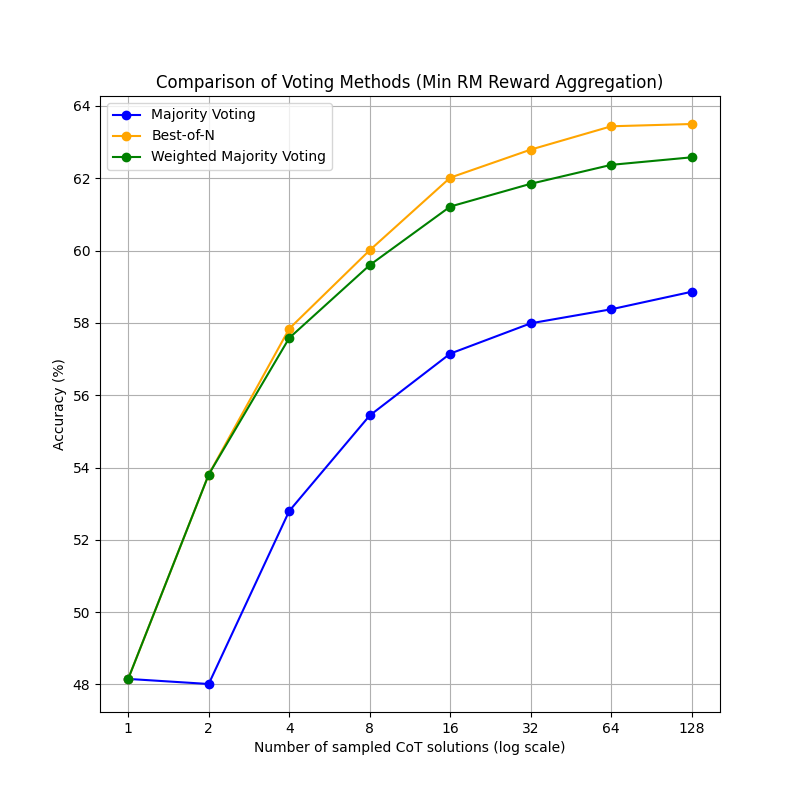 Comparison of Voting Methods (Min RM Reward Aggregation)
Majority Voting
Best-of-N
Weighted Majority Voting
Accuracy (%)
64
62
60
58
56
54
52
50
48
1 2 4 8 16 32 64 128
Number of sampled CoT solutions (log scale)